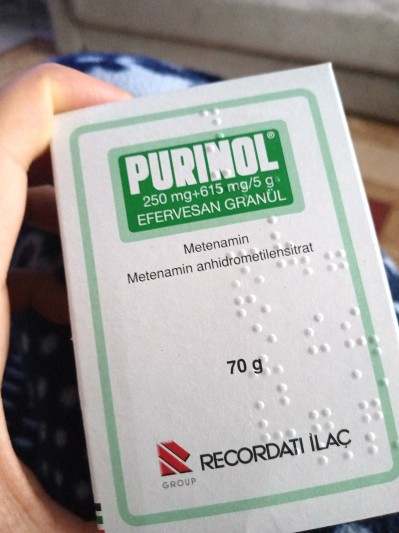 PURINOL®
250 mg+615 mg/5 g
EFERVESAN GRANÜL
Metenamin
Metenamin anhidrometilensitrat
70 g
RECORDATI İLAÇ
GROUP